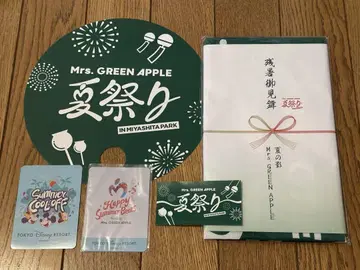 Mrs. GREEN APPLE
夏祭り
IN MIYASHITA PARK
残暑御見舞
夏祭り
夏の影
Mrs. GREEN APPLE
SUMMER
COOL OFF
TOKYO Disney RESORT
Happy
Summer
Mrs. GREEN APPLE
夏祭り